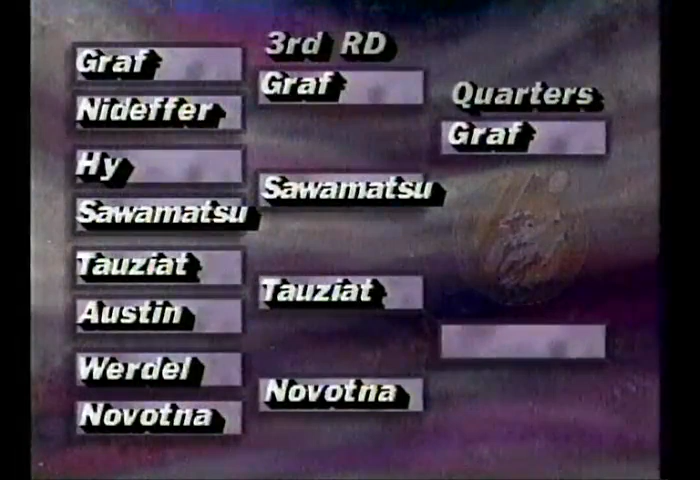 Graf
Nideffer
Hy
Sawamatsu
Tauziat
Austin
Werdel
Novotna
3rd RD
Graf
Sawamatsu
Tauziat
Novotna
Quarters
Graf